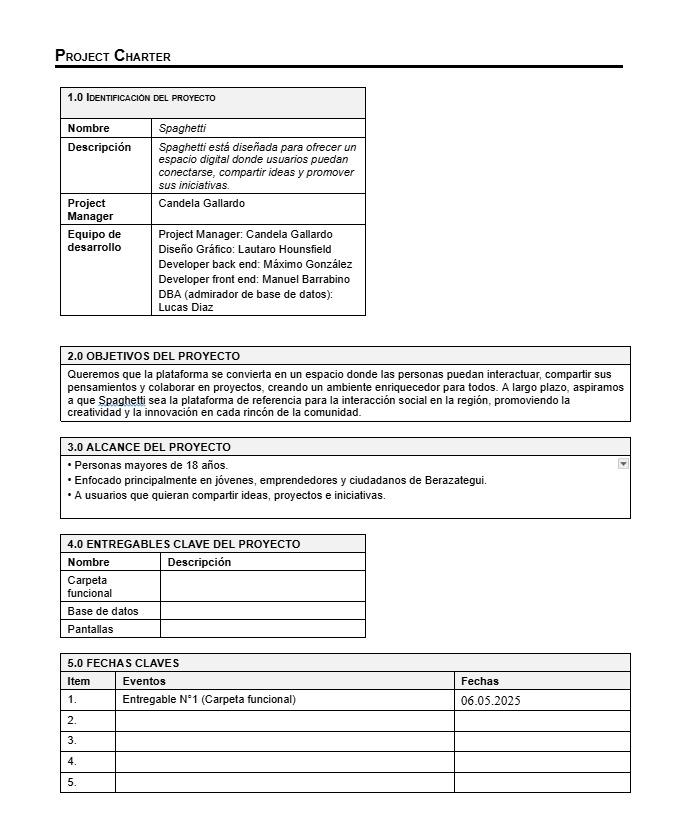 PROJECT CHARTER
1.0 IDENTIFICACIÓN DEL PROYECTO
Nombre
Spaghetti
Descripción
Spaghetti está diseñada para ofrecer un
espacio digital donde usuarios puedan
conectarse, compartir ideas y promover
sus iniciativas.
Project
Manager
Candela Gallardo
Equipo de
desarrollo
Project Manager: Candela Gallardo
Diseño Gráfico: Lautaro Hounsfield
Developer back end: Máximo González
Developer front end: Manuel Barrabino
DBA (admirador de base de datos):
Lucas Diaz
2.0 OBJETIVOS DEL PROYECTO
Queremos que la plataforma se convierta en un espacio donde las personas puedan interactuar, compartir sus
pensamientos y colaborar en proyectos, creando un ambiente enriquecedor para todos. A largo plazo, aspiramos
a que Spaghetti sea la plataforma de referencia para la interacción social en la región, promoviendo la
creatividad y la innovación en cada rincón de la comunidad.
3.0 ALCANCE DEL PROYECTO
• Personas mayores de 18 años.
• Enfocado principalmente en jóvenes, emprendedores y ciudadanos de Berazategui.
• A usuarios que quieran compartir ideas, proyectos e iniciativas.
4.0 ENTREGABLES CLAVE DEL PROYECTO
Nombre Descripción
Carpeta
funcional
Base de datos
Pantallas
5.0 FECHAS CLAVES
Item Eventos Fechas
1. Entregable N°1 (Carpeta funcional) 06.05.2025
2.
3.
4.
5.